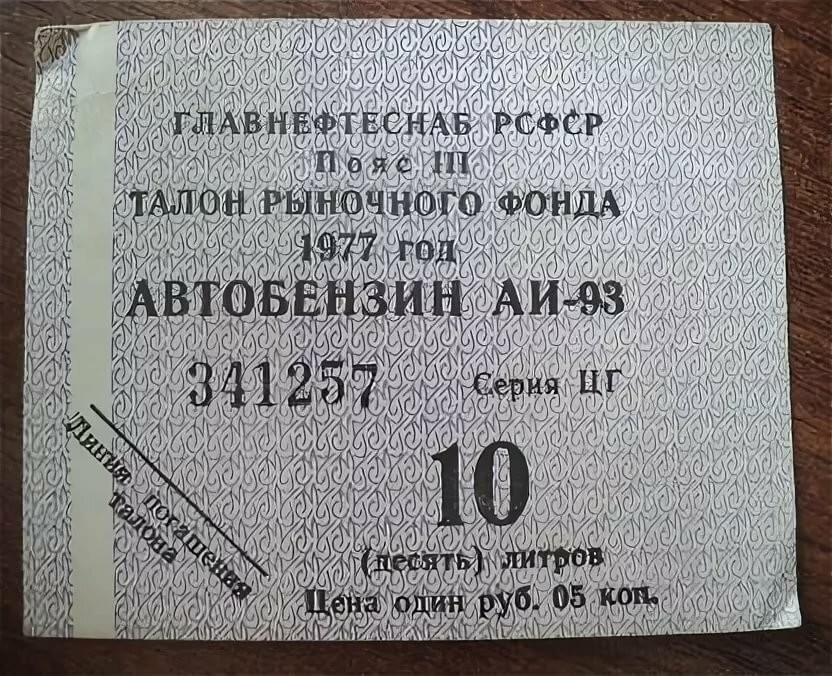 ГЛАВНЕФТЕСНАБ РСФСР
Пояс III
ТАЛОН РЫНОЧНОГО ФОНДА
1977 год
АВТОБЕНЗИН АИ-93
341257 Серия ЦГ
Линия погашения
талона
10
(десять) литров
Цена один руб. 05 коп.